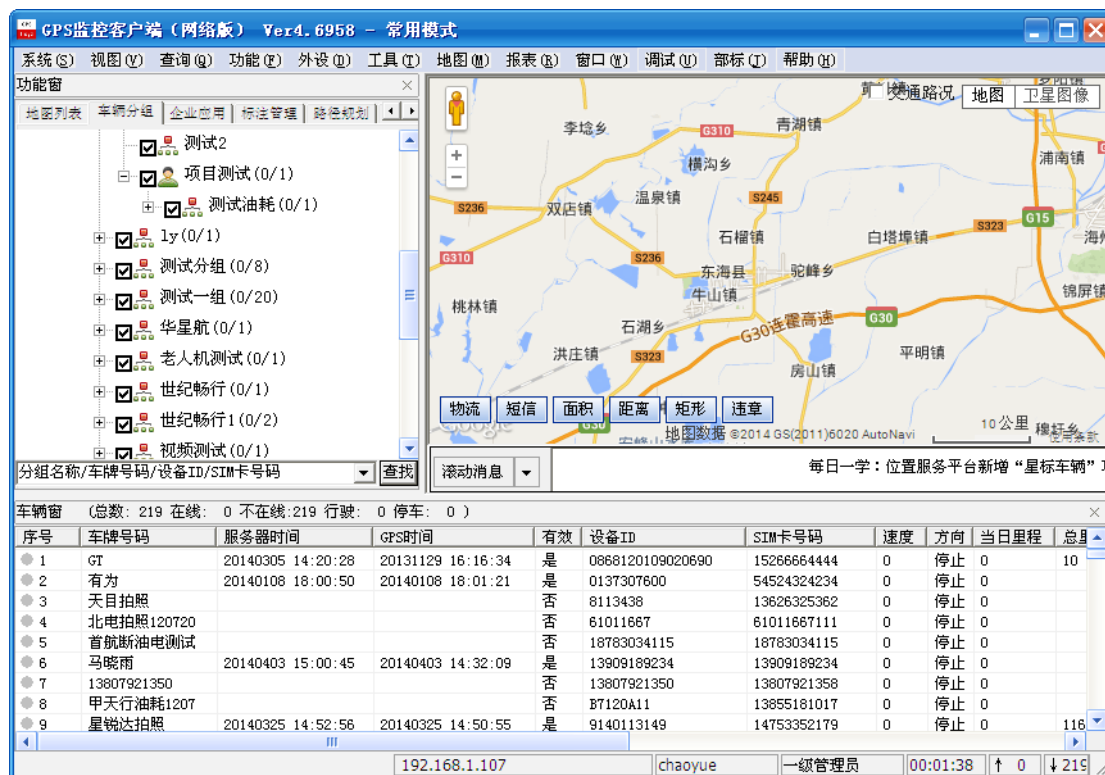 GPS监控客户端（网络版） Ver4.6958 - 常用模式
系统(S) 视图(V) 查询(Q) 功能(F) 外设(D) 工具(T) 地图(M) 报表(R) 窗口(W) 调试(U) 部标(I) 帮助(H)
功能窗
地图列表 车辆分组 企业应用 标注管理 路径规划
测试2
项目测试(0/1)
测试油耗(0/1)
ly(0/1)
测试分组(0/8)
测试一组(0/20)
华星航(0/1)
老人机测试(0/1)
世纪畅行(0/1)
世纪畅行1(0/2)
视频测试(0/1)
分组名称/车牌号码/设备ID/SIM卡号码 查找
交通路况 地图 卫星图像
李埝乡 G310 青湖镇
横沟乡 浦南镇
S236 双店镇 温泉镇 S245
G15
石榴镇 白塔埠镇 S323
G310 S236
东海县 驼峰乡
牛山镇 锦屏镇
桃林镇
石湖乡 G30连霍高速 G30
洪庄镇 S323 平明镇
房山镇
物流 短信 面积 距离 矩形 违章
Google G30 地图数据 ©2014 GS(2011)6020 AutoNavi 10 公里 使用条款
滚动消息 每日一学：位置服务平台新增“星标车辆”
车辆窗 (总数: 219 在线: 0 不在线:219 行驶: 0 停车: 0 )
序号 车牌号码 服务器时间 GPS时间 有效 设备ID SIM卡号码 速度 方向 当日里程
1 GT 20140305 14:20:28 20131129 16:16:34 是 0868120109020690 15266664444 0 停止 0 10
2 有为 20140108 18:00:50 20140108 18:01:21 是 0137307600 54524324234 0 停止 0
3 天目拍照 否 8113438 13626325362 0 停止 0
4 北电拍照120720 否 61011667 61011667111 0 停止 0
5 首航断油电测试 否 18783034115 18783034115 0 停止 0
6 马晓雨 20140403 15:00:45 20140403 14:32:09 是 13909189234 13909189234 0 停止 0
7 13807921350 否 13807921350 13807921358 0 停止 0
8 甲天行油耗1207 否 B7120A11 13855181017 0 停止 0
9 星锐达拍照 20140325 14:52:56 20140325 14:50:55 是 9140113149 14753352179 0 停止 0 116
192.168.1.107 chaoyue 一级管理员 00:01:38 ↑ 0 ↓219